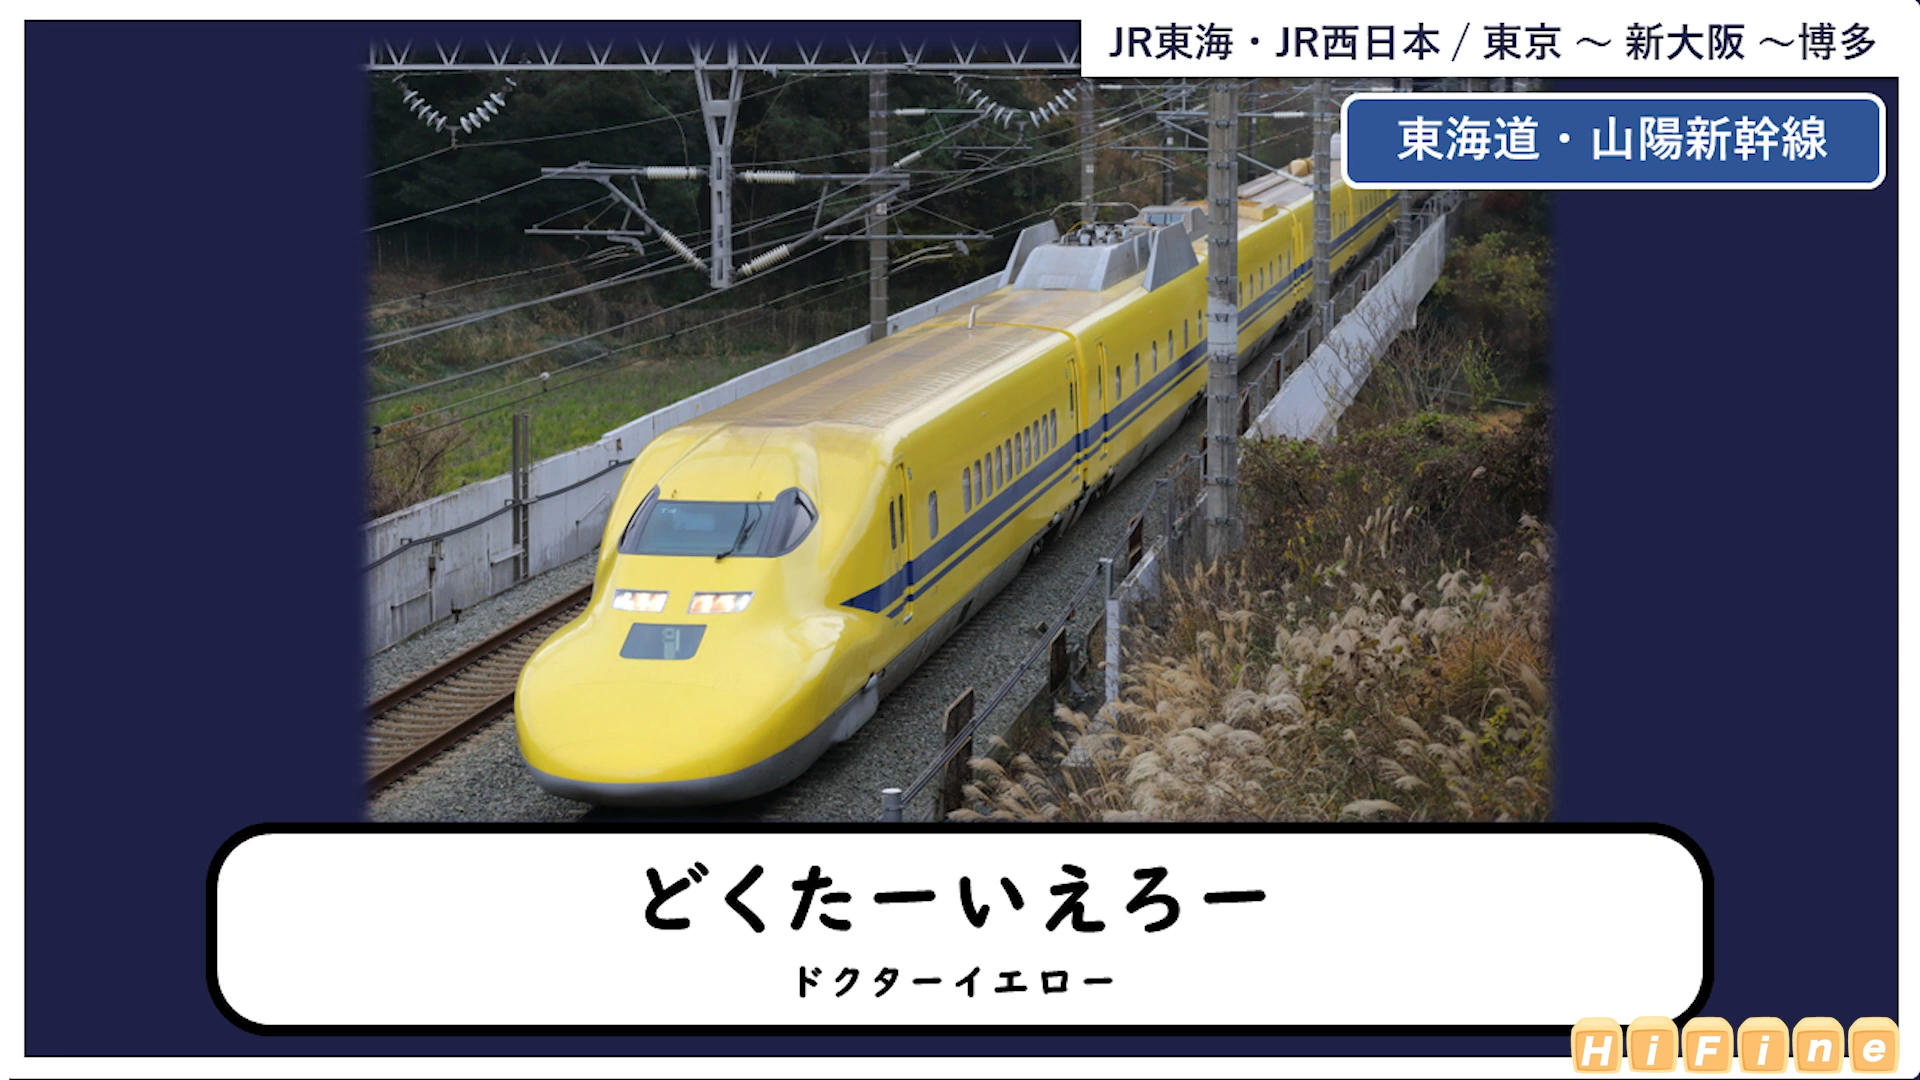 JR東海・JR西日本 / 東京 ～ 新大阪 ～博多
東海道・山陽新幹線
T4
どくたーいえろー
ドクターイエロー
HiFine